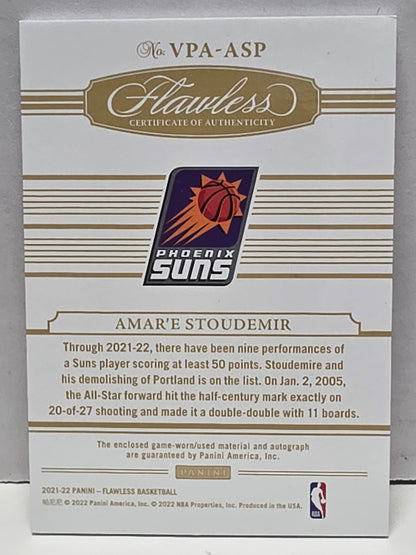 No. VPA-ASP
Flawless
CERTIFICATE OF AUTHENTICITY
PHOENIX
SUNS
AMAR'E STOUDEMIR
Through 2021-22, there have been nine performances of
a Suns player scoring at least 50 points. Stoudemire and
his demolishing of Portland is on the list. On Jan. 2, 2005,
the All-Star forward hit the half-century mark exactly on
20-of-27 shooting and made it a double-double with 11 boards.
The enclosed game-worn/used material and autograph
are guaranteed by Panini America, Inc.
PANINI
2021-22 PANINI – FLAWLESS BASKETBALL
帕尼尼 © 2022 Panini America, Inc. © 2022 NBA Properties, Inc. Produced in the USA.
NBA